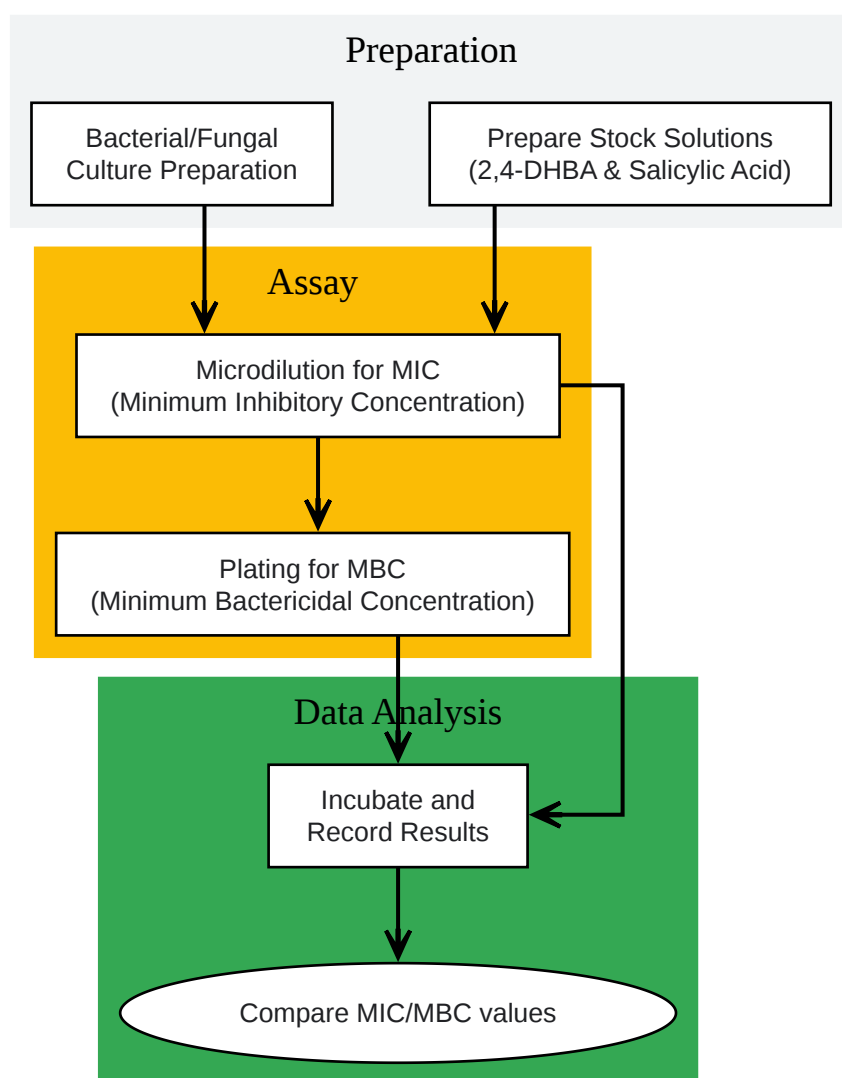 Preparation
Bacterial/Fungal
Culture Preparation
Prepare Stock Solutions
(2,4-DHBA & Salicylic Acid)
Assay
Microdilution for MIC
(Minimum Inhibitory Concentration)
Plating for MBC
(Minimum Bactericidal Concentration)
Data Analysis
Incubate and
Record Results
Compare MIC/MBC values